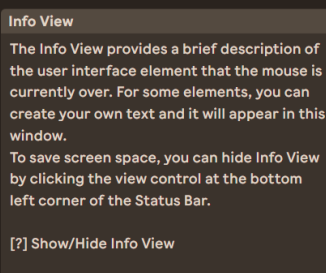 Info View
The Info View provides a brief description of
the user interface element that the mouse is
currently over. For some elements, you can
create your own text and it will appear in this
window.
To save screen space, you can hide Info View
by clicking the view control at the bottom
left corner of the Status Bar.
[?] Show/Hide Info View